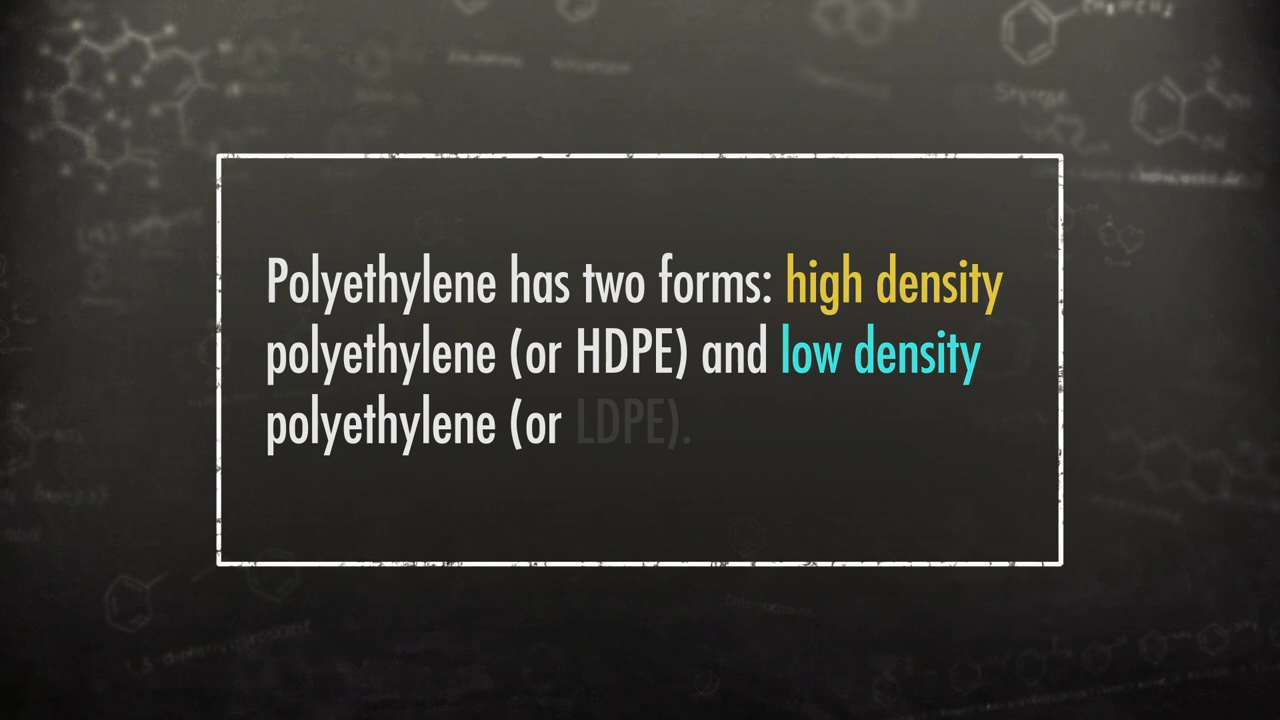 Polyethylene has two forms: high density
polyethylene (or HDPE) and low density
polyethylene (or LDPE).